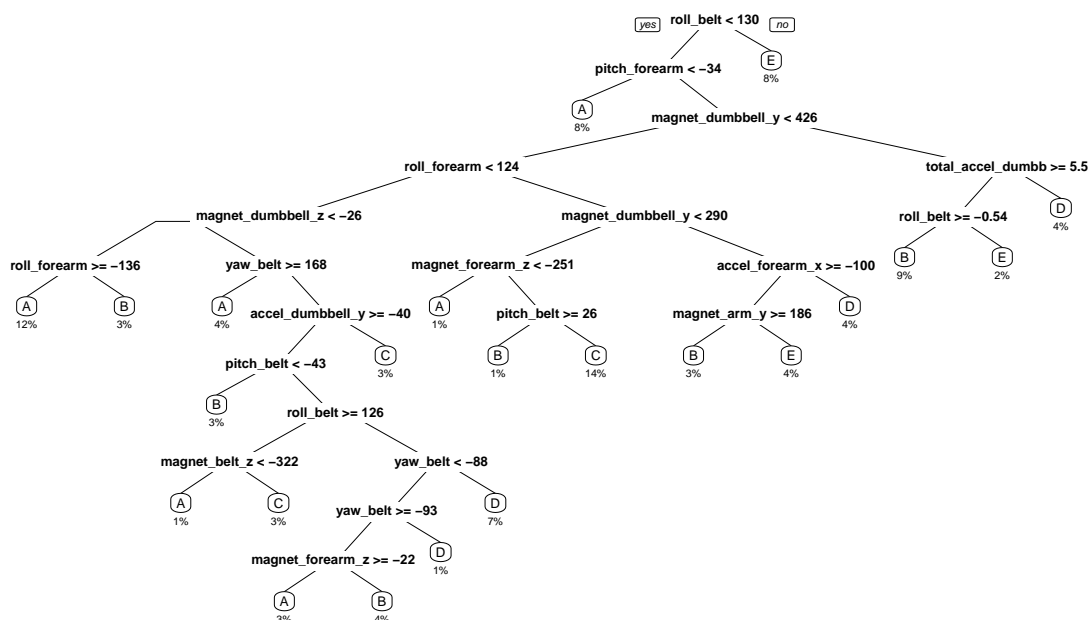 yes roll_belt < 130 no
pitch_forearm < −34
E
8%
A
8%
magnet_dumbbell_y < 426
roll_forearm < 124
total_accel_dumbb >= 5.5
magnet_dumbbell_z < −26
magnet_dumbbell_y < 290
roll_belt >= −0.54
D
4%
roll_forearm >= −136
yaw_belt >= 168
magnet_forearm_z < −251
accel_forearm_x >= −100
B
9%
E
2%
A
12%
B
3%
A
4%
accel_dumbbell_y >= −40
A
1%
pitch_belt >= 26
magnet_arm_y >= 186
D
4%
pitch_belt < −43
C
3%
B
1%
C
14%
B
3%
E
4%
B
3%
roll_belt >= 126
magnet_belt_z < −322
yaw_belt < −88
A
1%
C
3%
yaw_belt >= −93
D
7%
magnet_forearm_z >= −22
D
1%
A
3%
B
4%